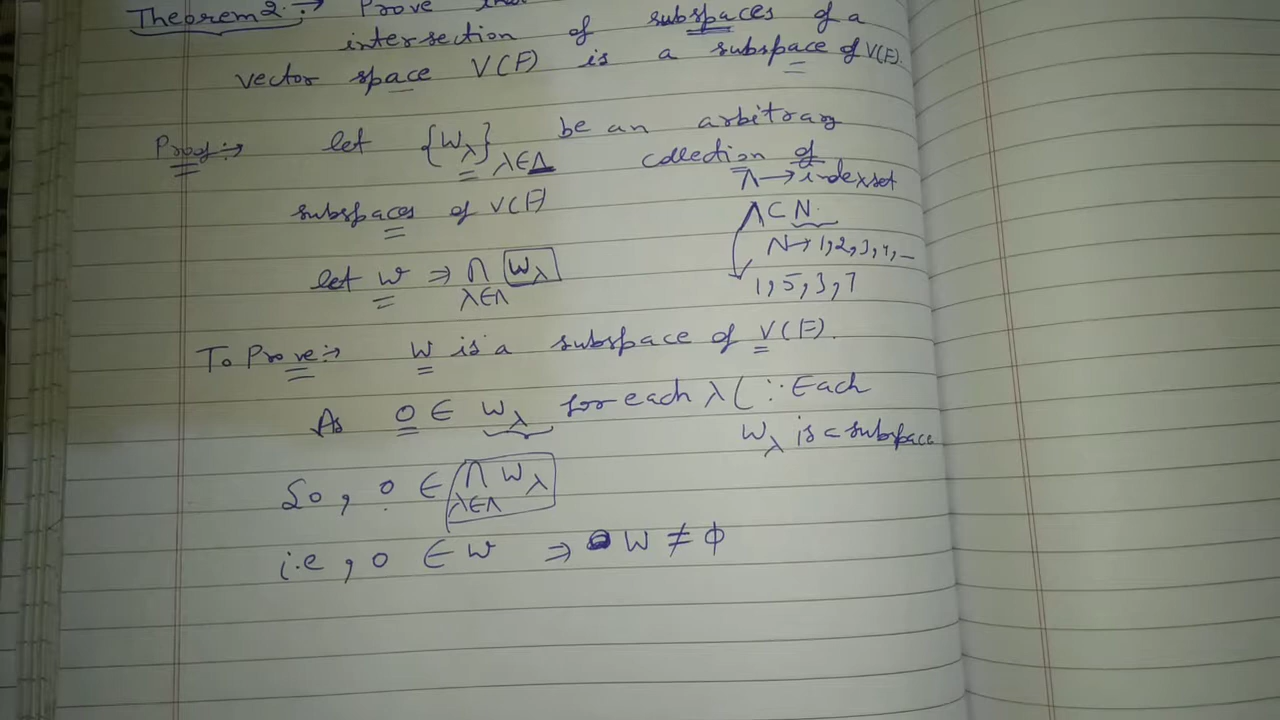 Theorem 2:→ Prove that
intersection of subspaces of a
vector space V(F) is a subspace of V(F).
Proof:→ let {Wλ}λ∈Λ be an arbitrary
collection of
Λ→indexset
subspaces of V(F)
Λ⊂N.
N→1,2,3,4,–
let W ⇒ ∩ Wλ
λ∈Λ
1,5,3,7
To Prove:→ W is a subspace of V(F).
As 0 ∈ Wλ for each λ (∵ Each
Wλ is a subspace
So, 0 ∈ ∩ Wλ
λ∈Λ
i.e, 0 ∈ W ⇒ W ≠ ϕ